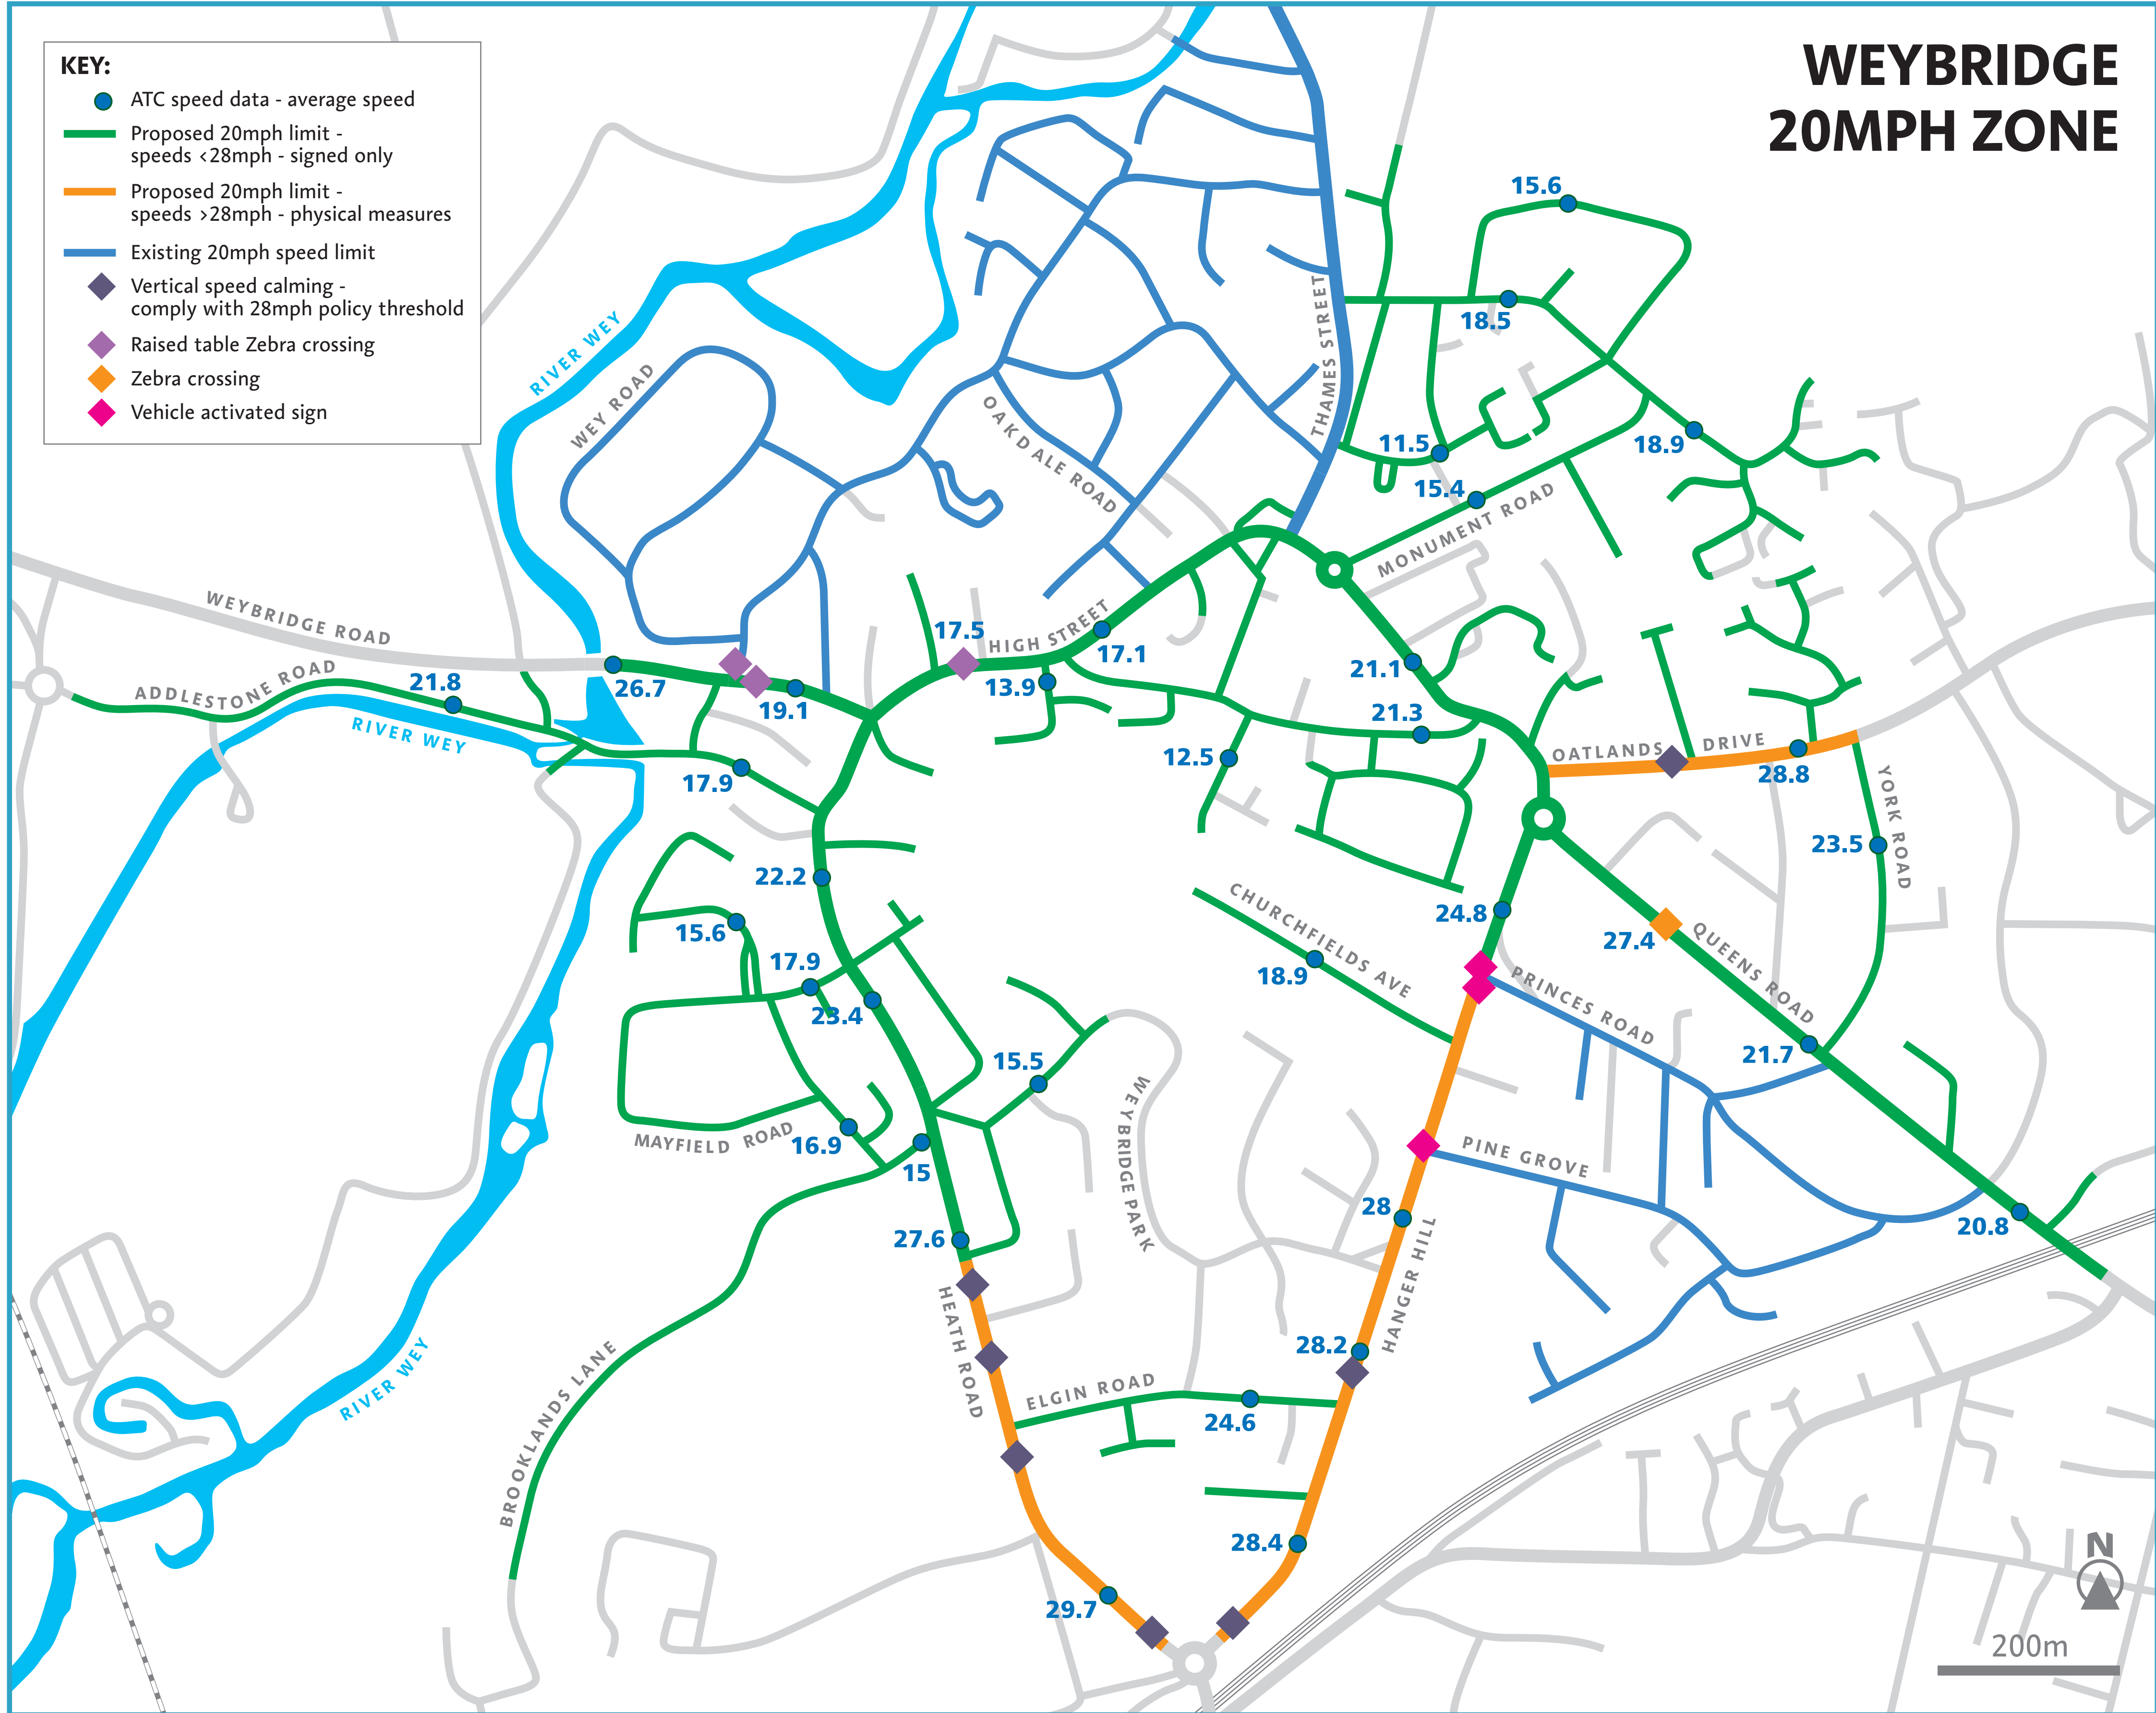 WEYBRIDGE
20MPH ZONE
KEY:
ATC speed data - average speed
Proposed 20mph limit -
speeds <28mph - signed only
Proposed 20mph limit -
speeds >28mph - physical measures
Existing 20mph speed limit
Vertical speed calming -
comply with 28mph policy threshold
Raised table Zebra crossing
Zebra crossing
Vehicle activated sign
15.6
RIVER WEY
THAMES STREET
18.5
WEY ROAD
OAKDALE ROAD
11.5
18.9
15.4
MONUMENT ROAD
WEYBRIDGE ROAD
17.5
HIGH STREET
17.1
ADDLESTONE ROAD
21.8
26.7
19.1
13.9
21.1
RIVER WEY
21.3
17.9
12.5
OATLANDS DRIVE
28.8
YORK ROAD
23.5
22.2
CHURCHFIELDS AVE
24.8
15.6
27.4
QUEENS ROAD
17.9
18.9
PRINCES ROAD
23.4
21.7
15.5
WEYBRIDGE PARK
MAYFIELD ROAD
16.9
15
PINE GROVE
28
20.8
27.6
HEATH ROAD
HANGER HILL
28.2
BROOKLANDS LANE
RIVER WEY
ELGIN ROAD
24.6
28.4
29.7
N
200m